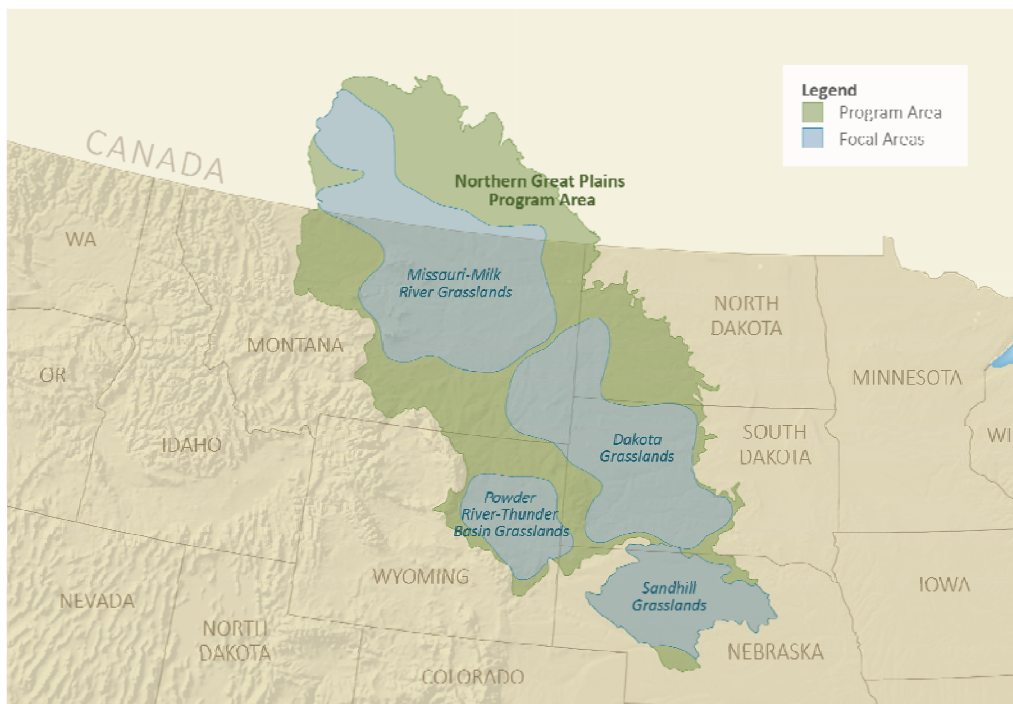 Legend
Program Area
Focal Areas
CANADA
Northern Great Plains
Program Area
WA
Missouri-Milk
River Grasslands
NORTH
DAKOTA
MONTANA
OR
MINNESOTA
IDAHO
Dakota
Grasslands
SOUTH
DAKOTA
WI
Powder
River-Thunder
Basin Grasslands
WYOMING
Sandhill
Grasslands
IOWA
NEVADA
NORTH
DAKOTA
NEBRASKA
COLORADO